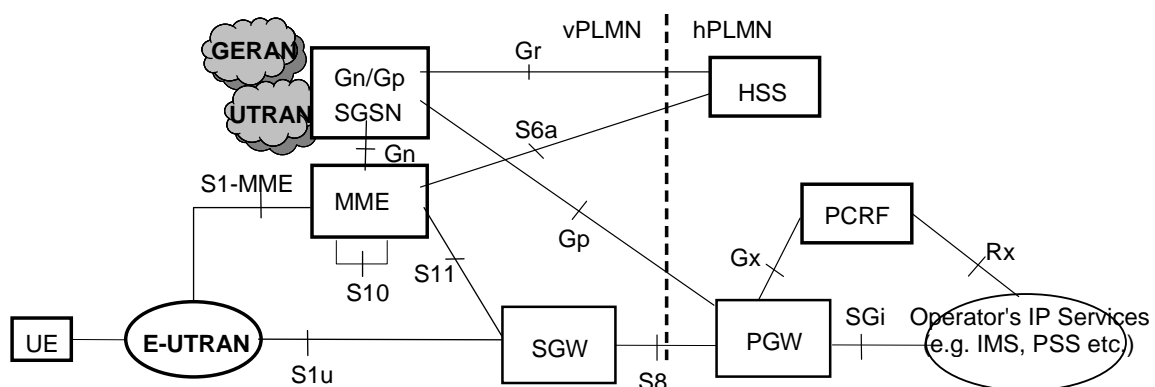 vPLMN
hPLMN
GERAN
Gr
Gn/Gp
SGSN
HSS
UTRAN
S6a
Gn
S1-MME
MME
PCRF
Gp
Gx
Rx
S11
S10
SGi
Operator's IP Services
(e.g. IMS, PSS etc.)
UE
E-UTRAN
SGW
PGW
S1u
S8